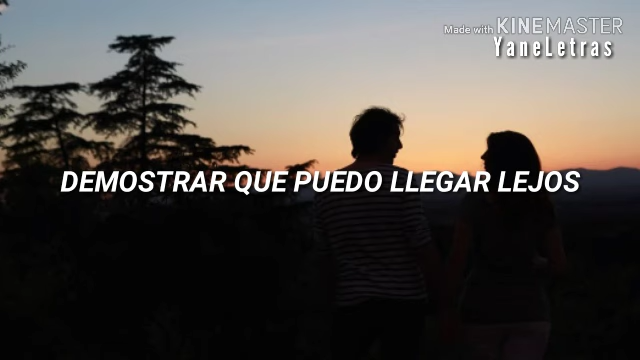 Made with KINEMASTER
YaneLetras
DEMOSTRAR QUE PUEDO LLEGAR LEJOS